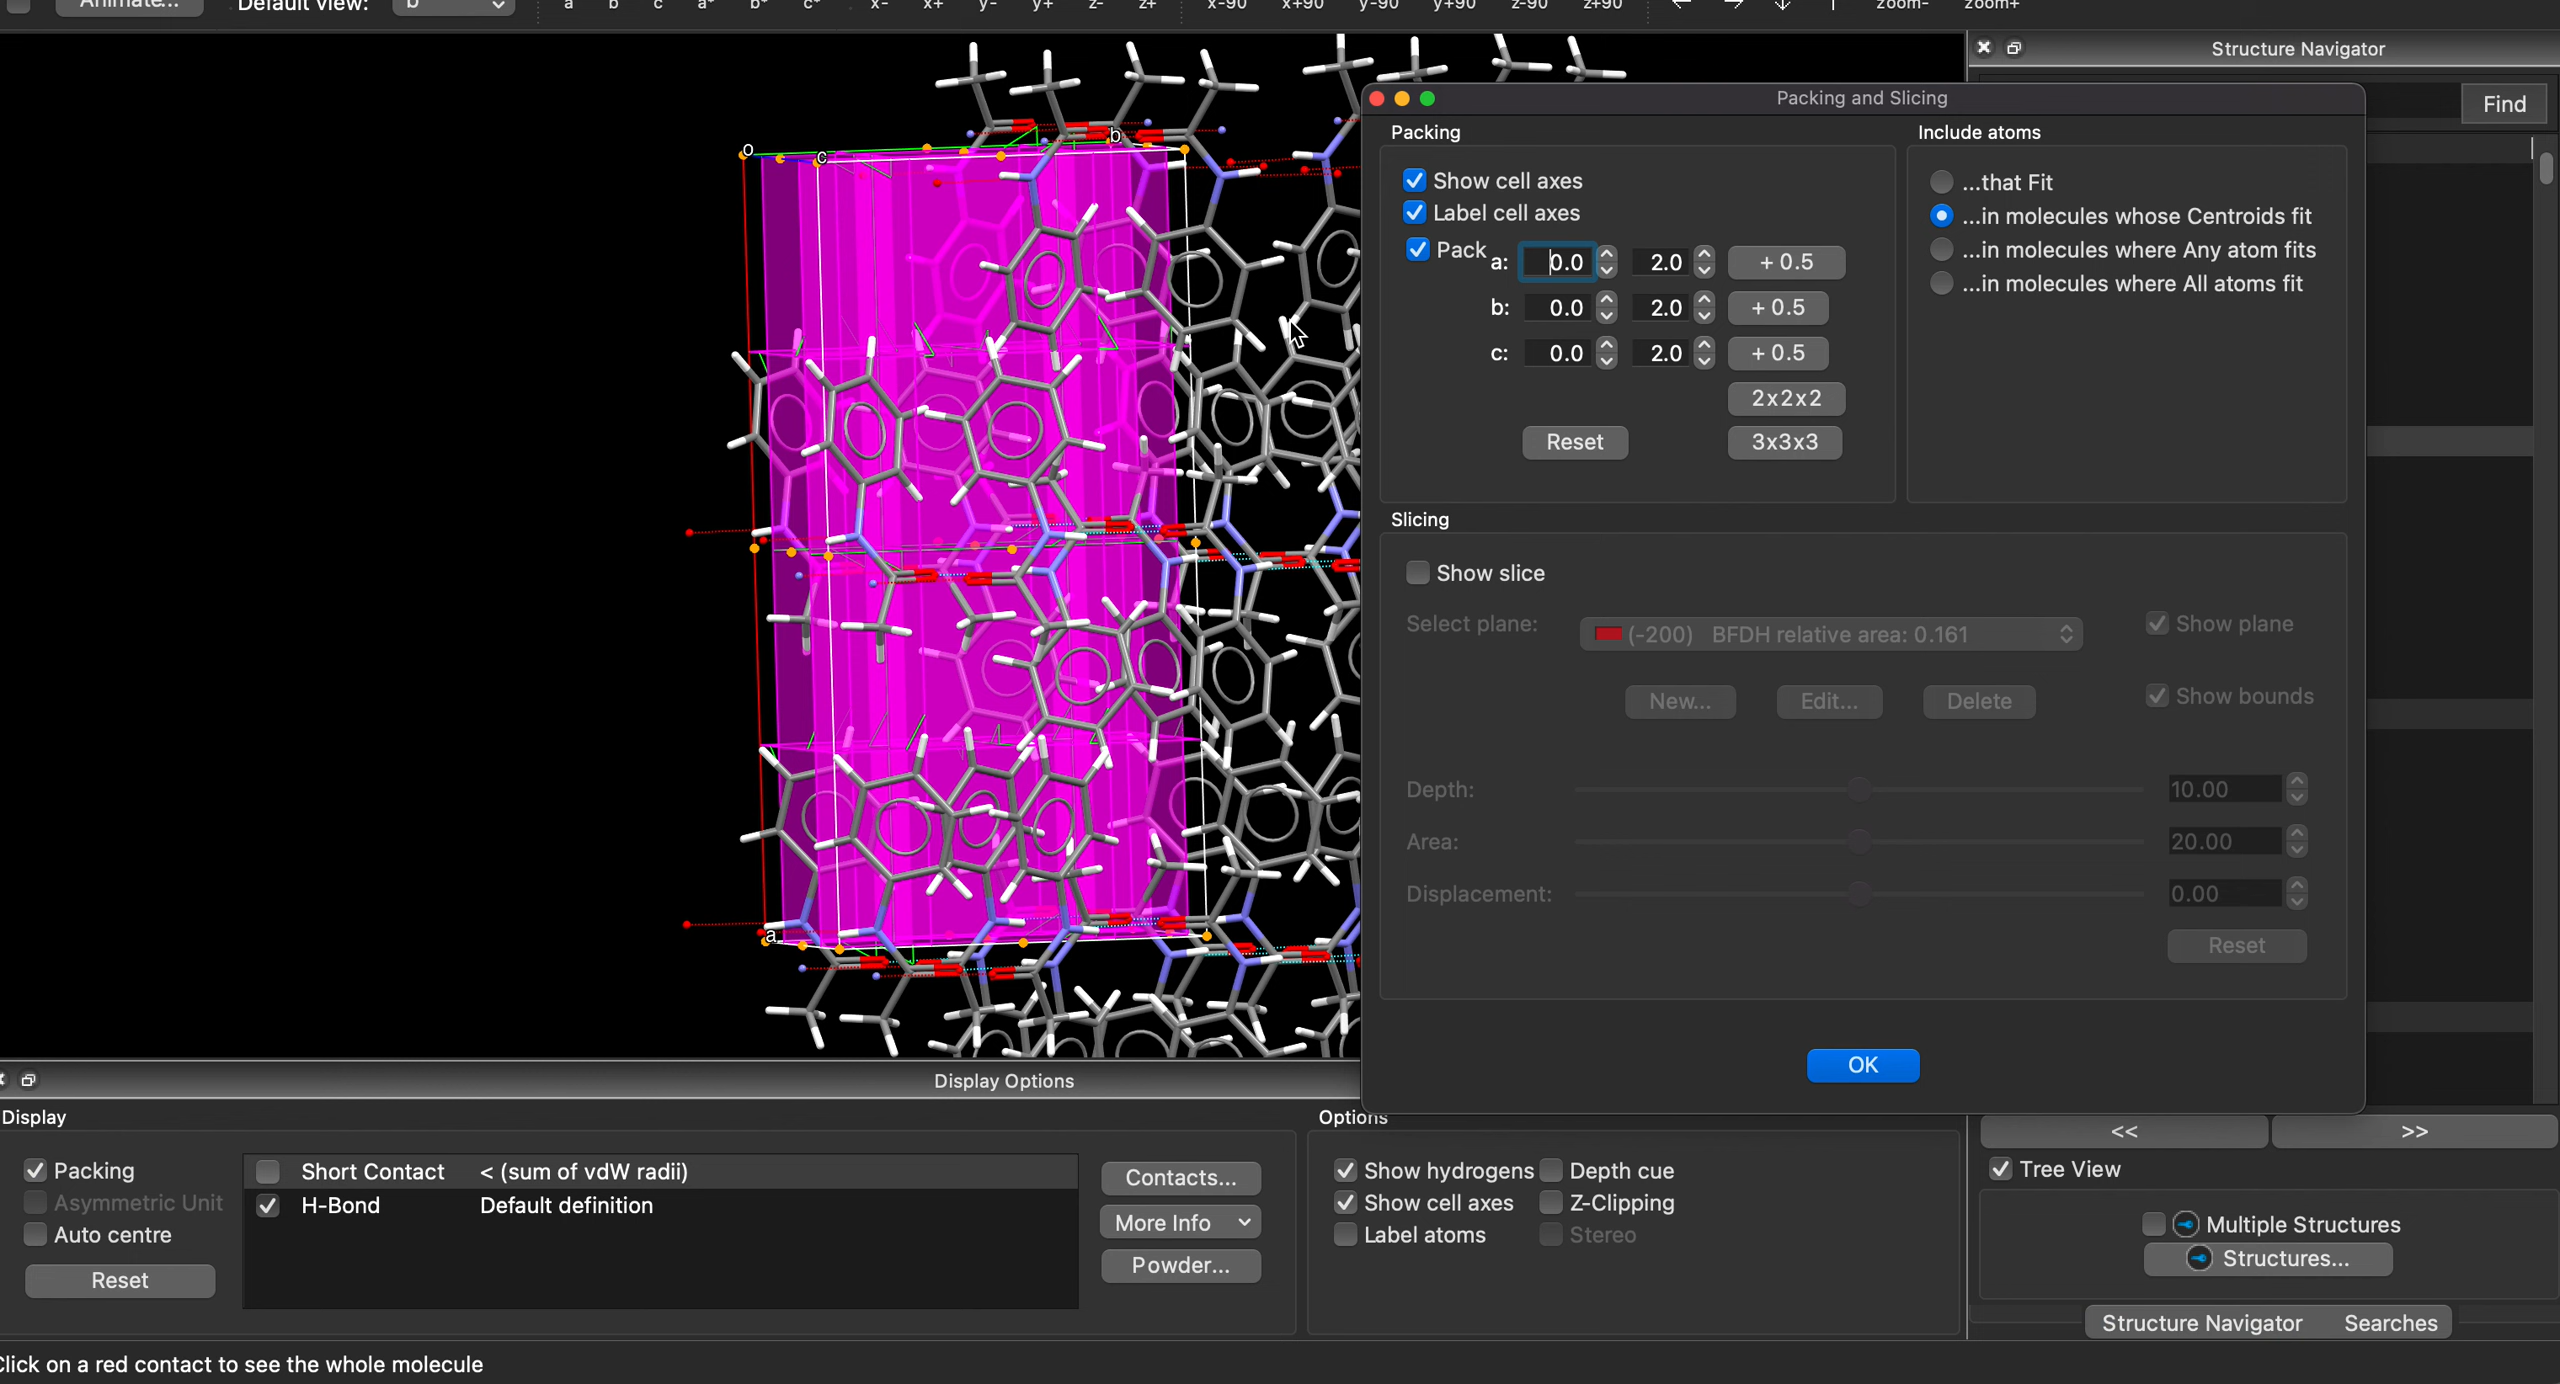 Animate...
Default view: b
a b c a* b* c* x- x+ y- y+ z- z+ x-90 x+90 y-90 y+90 z-90 z+90 ← → ↓ zoom- zoom+
Structure Navigator
Find
Packing and Slicing
Packing
Show cell axes
Label cell axes
Pack
a: 0.0 2.0 + 0.5
b: 0.0 2.0 + 0.5
c: 0.0 2.0 + 0.5
2x2x2
Reset 3x3x3
Include atoms
...that Fit
...in molecules whose Centroids fit
...in molecules where Any atom fits
...in molecules where All atoms fit
Slicing
Show slice
Select plane: (-200) BFDH relative area: 0.161 Show plane
New... Edit... Delete Show bounds
Depth: 10.00
Area: 20.00
Displacement: 0.00
Reset
OK
o
c
b
a
Display Options
Display
Packing
Asymmetric Unit
Auto centre
Reset
Short Contact < (sum of vdW radii)
H-Bond Default definition
Contacts...
More Info
Powder...
Options
Show hydrogens Depth cue
Show cell axes Z-Clipping
Label atoms Stereo
<< >>
Tree View
Multiple Structures
Structures...
Structure Navigator Searches
Click on a red contact to see the whole molecule